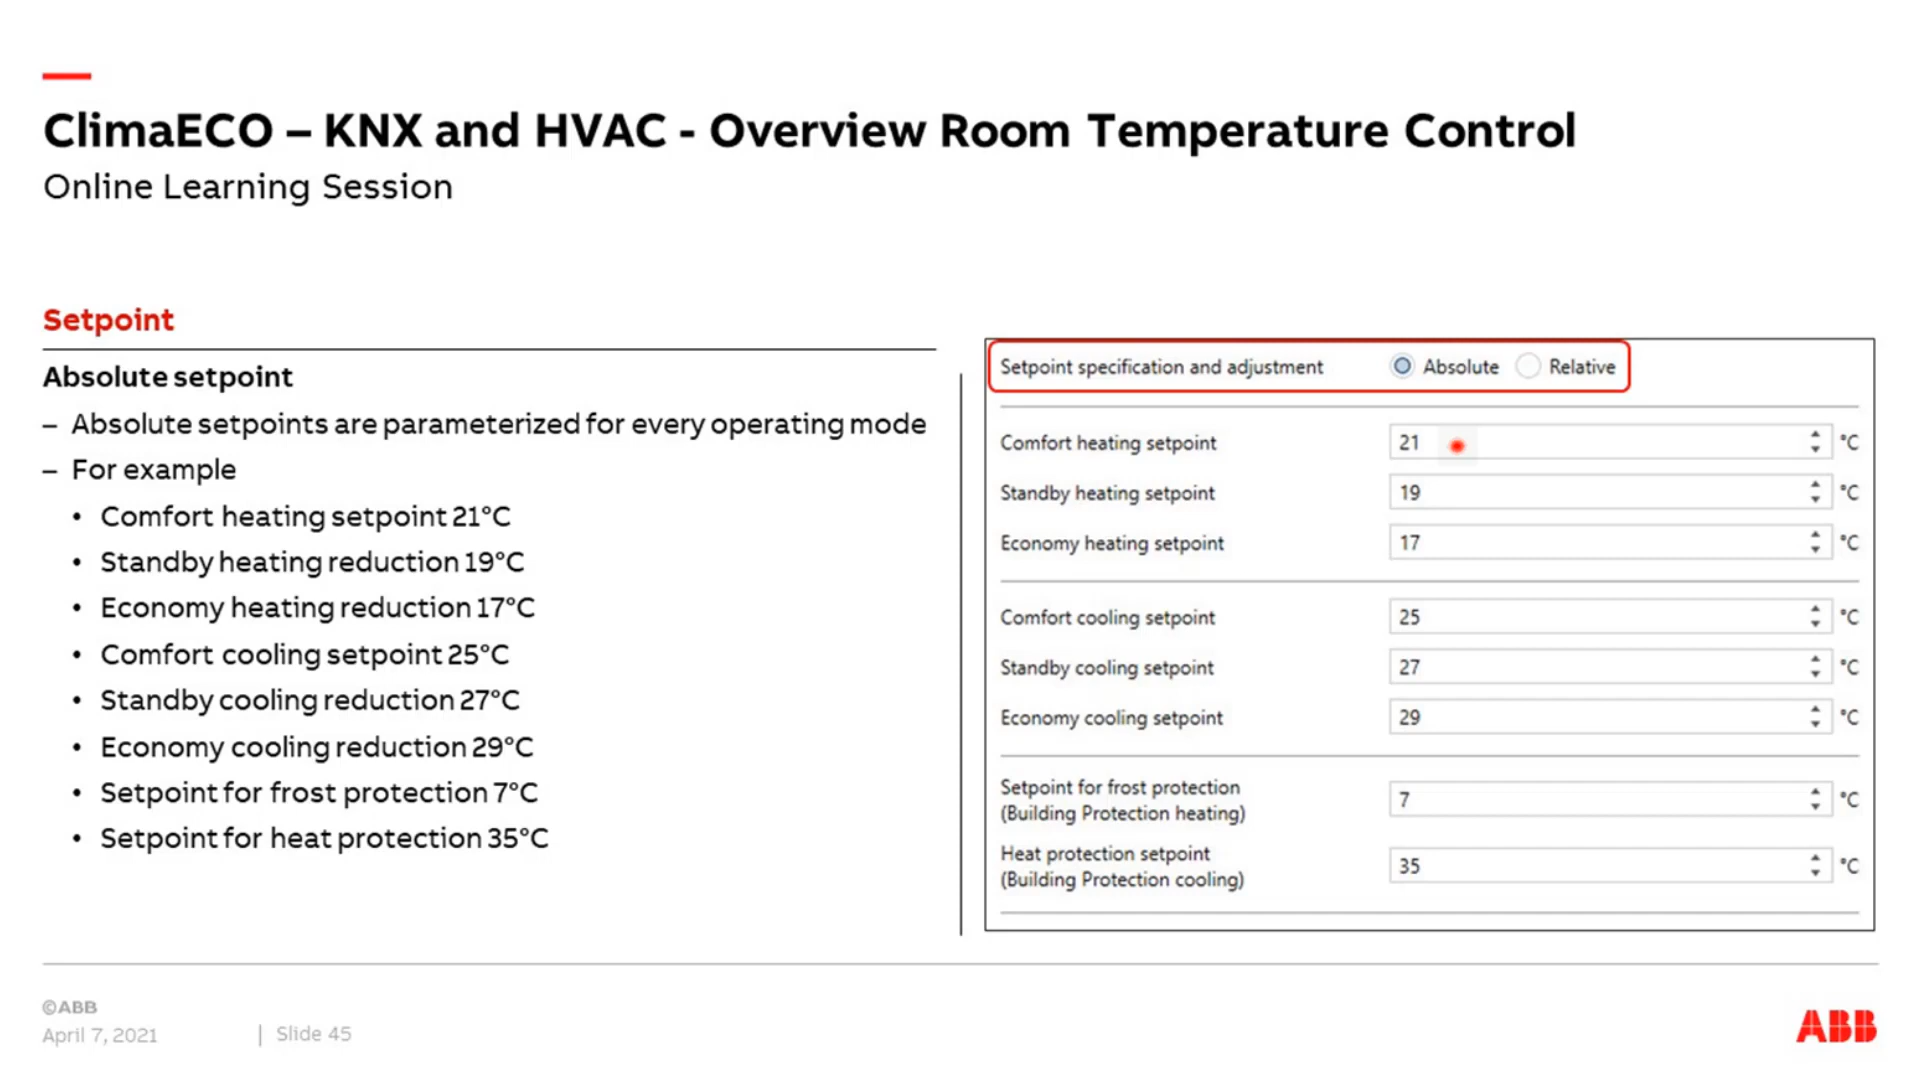 ClimaECO – KNX and HVAC - Overview Room Temperature Control
Online Learning Session
Setpoint
Absolute setpoint
– Absolute setpoints are parameterized for every operating mode
– For example
• Comfort heating setpoint 21°C
• Standby heating reduction 19°C
• Economy heating reduction 17°C
• Comfort cooling setpoint 25°C
• Standby cooling reduction 27°C
• Economy cooling reduction 29°C
• Setpoint for frost protection 7°C
• Setpoint for heat protection 35°C
Setpoint specification and adjustment Absolute Relative
Comfort heating setpoint 21 °C
Standby heating setpoint 19 °C
Economy heating setpoint 17 °C
Comfort cooling setpoint 25 °C
Standby cooling setpoint 27 °C
Economy cooling setpoint 29 °C
Setpoint for frost protection
(Building Protection heating) 7 °C
Heat protection setpoint
(Building Protection cooling) 35 °C
©ABB
April 7, 2021 | Slide 45
ABB